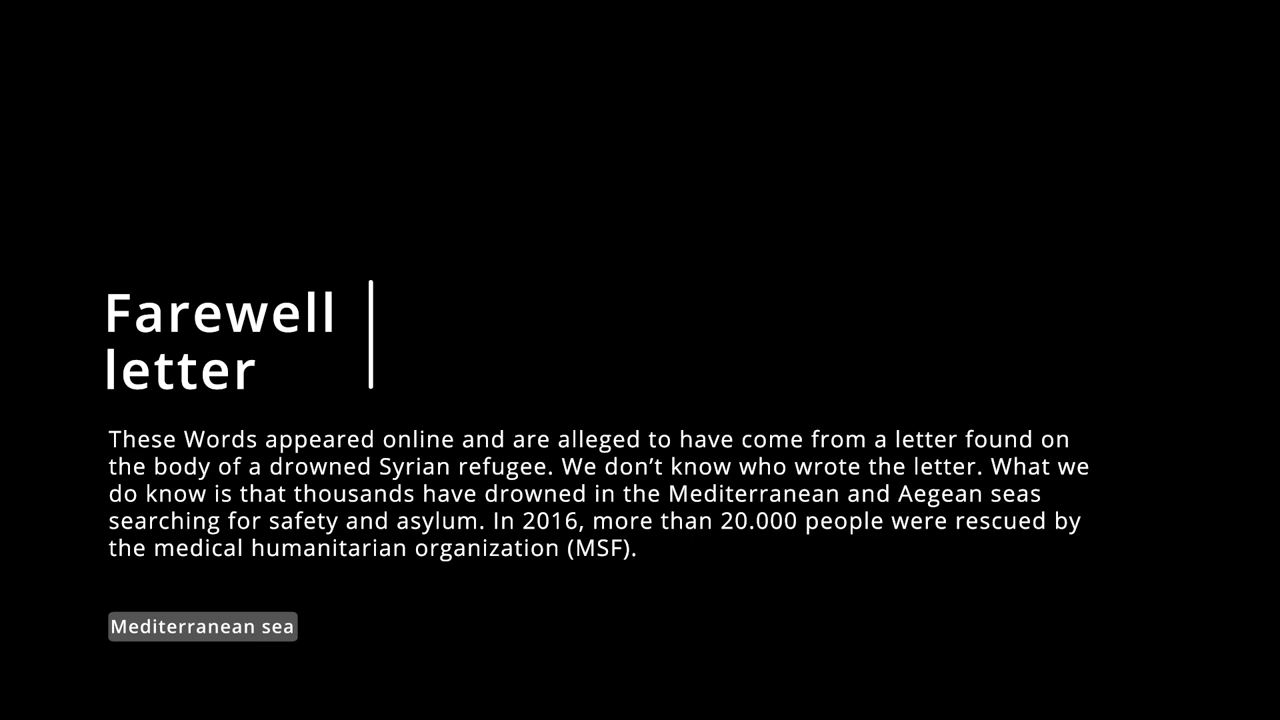 Farewell
letter
These Words appeared online and are alleged to have come from a letter found on
the body of a drowned Syrian refugee. We don’t know who wrote the letter. What we
do know is that thousands have drowned in the Mediterranean and Aegean seas
searching for safety and asylum. In 2016, more than 20.000 people were rescued by
the medical humanitarian organization (MSF).
Mediterranean sea